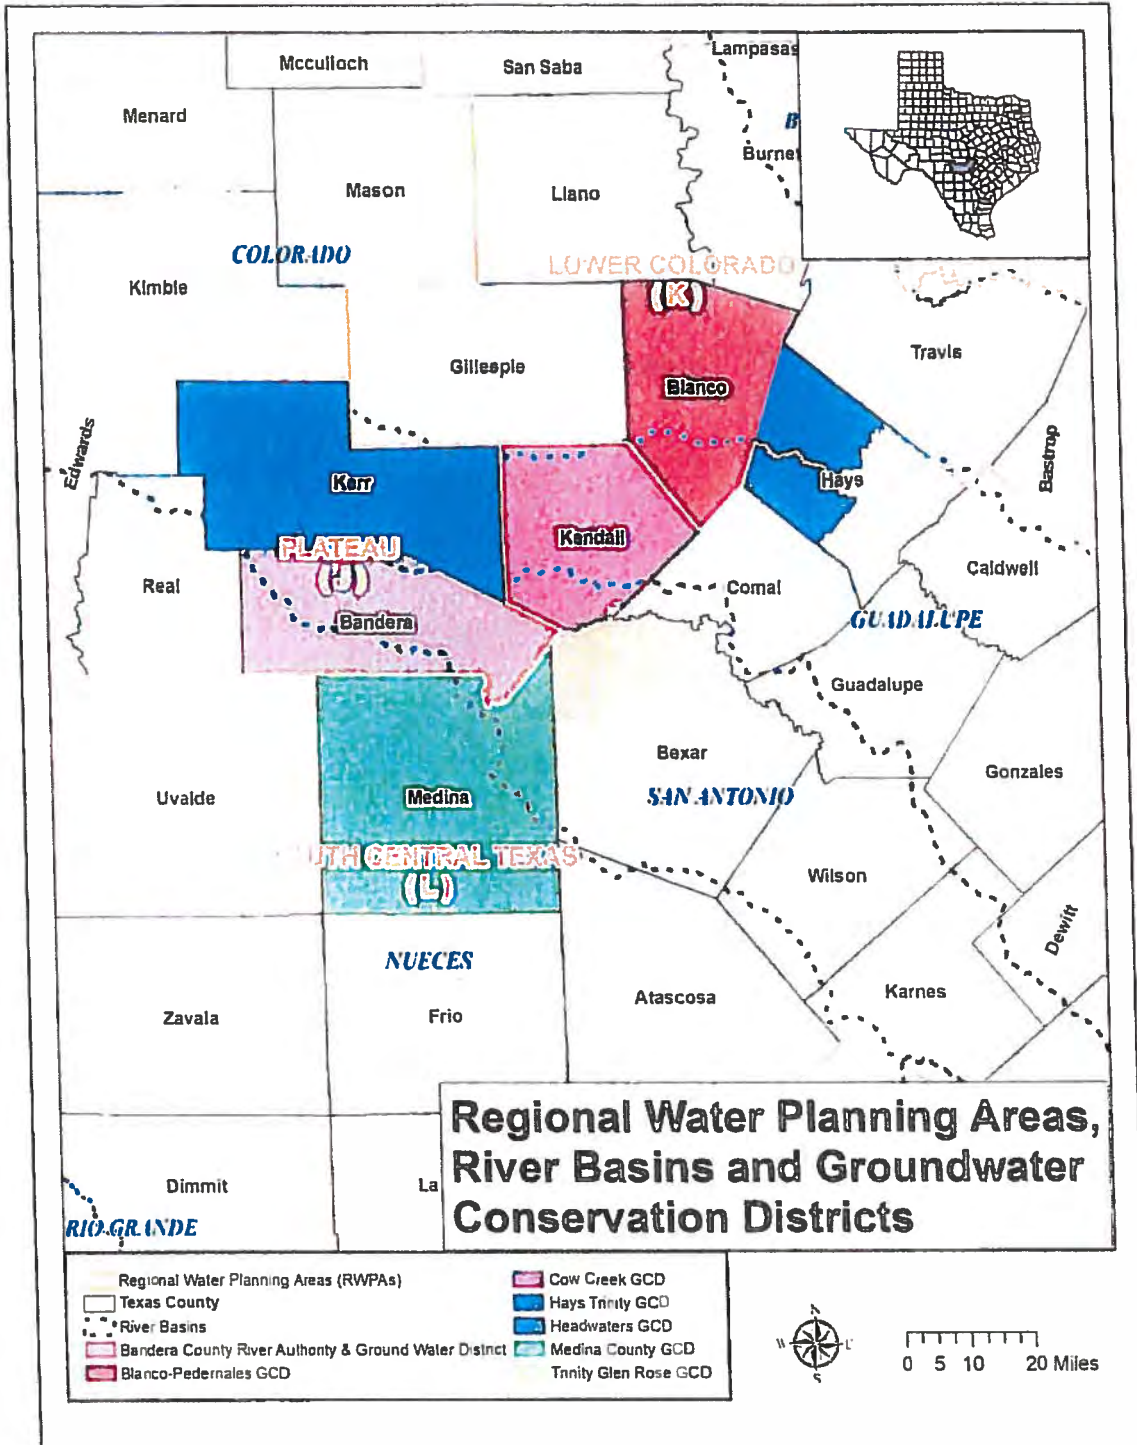 Mcculloch
San Saba
Lampasas
Menard
B
Burnet
Mason
Llano
COLORADO
LOWER COLORADO
(K)
Kimble
Travis
Gillespie
Blanco
Edwards
Bastrop
Kerr
Hays
Kendall
PLATEAU
(J)
Caldwell
Real
Comal
Bandera
GUADALUPE
Guadalupe
Bexar
Gonzales
Uvalde
Medina
SAN ANTONIO
UTH CENTRAL TEXAS
(L)
Wilson
Dewitt
NUECES
Karnes
Atascosa
Zavala
Frio
Dimmit
La
RIO GRANDE
Regional Water Planning Areas,
River Basins and Groundwater
Conservation Districts
Regional Water Planning Areas (RWPAs)
Texas County
River Basins
Bandera County River Authority & Ground Water District
Blanco-Pedernales GCD
Cow Creek GCD
Hays Trinity GCD
Headwaters GCD
Medina County GCD
Trinity Glen Rose GCD
N
W
S
0 5 10 20 Miles